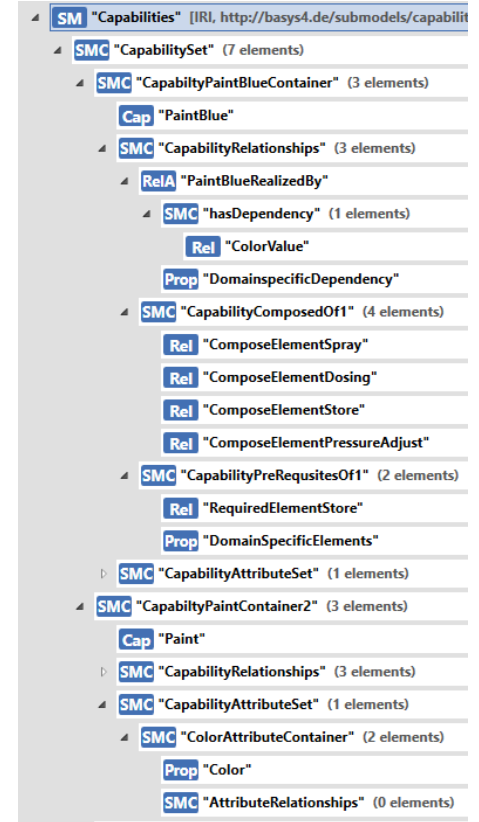 SM "Capabilities" [IRI, http://basys4.de/submodels/capabilit
SMC "CapabilitySet" (7 elements)
SMC "CapabiltyPaintBlueContainer" (3 elements)
Cap "PaintBlue"
SMC "CapabilityRelationships" (3 elements)
RelA "PaintBlueRealizedBy"
SMC "hasDependency" (1 elements)
Rel "ColorValue"
Prop "DomainspecificDependency"
SMC "CapabilityComposedOf1" (4 elements)
Rel "ComposeElementSpray"
Rel "ComposeElementDosing"
Rel "ComposeElementStore"
Rel "ComposeElementPressureAdjust"
SMC "CapabilityPreRequsitesOf1" (2 elements)
Rel "RequiredElementStore"
Prop "DomainSpecificElements"
SMC "CapabilityAttributeSet" (1 elements)
SMC "CapabiltyPaintContainer2" (3 elements)
Cap "Paint"
SMC "CapabilityRelationships" (3 elements)
SMC "CapabilityAttributeSet" (1 elements)
SMC "ColorAttributeContainer" (2 elements)
Prop "Color"
SMC "AttributeRelationships" (0 elements)